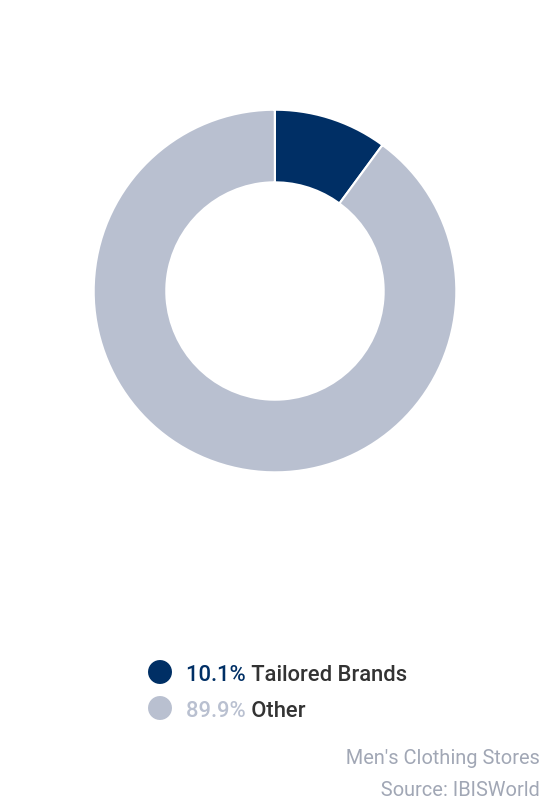 10.1% Tailored Brands
89.9% Other
Men's Clothing Stores
Source: IBISWorld